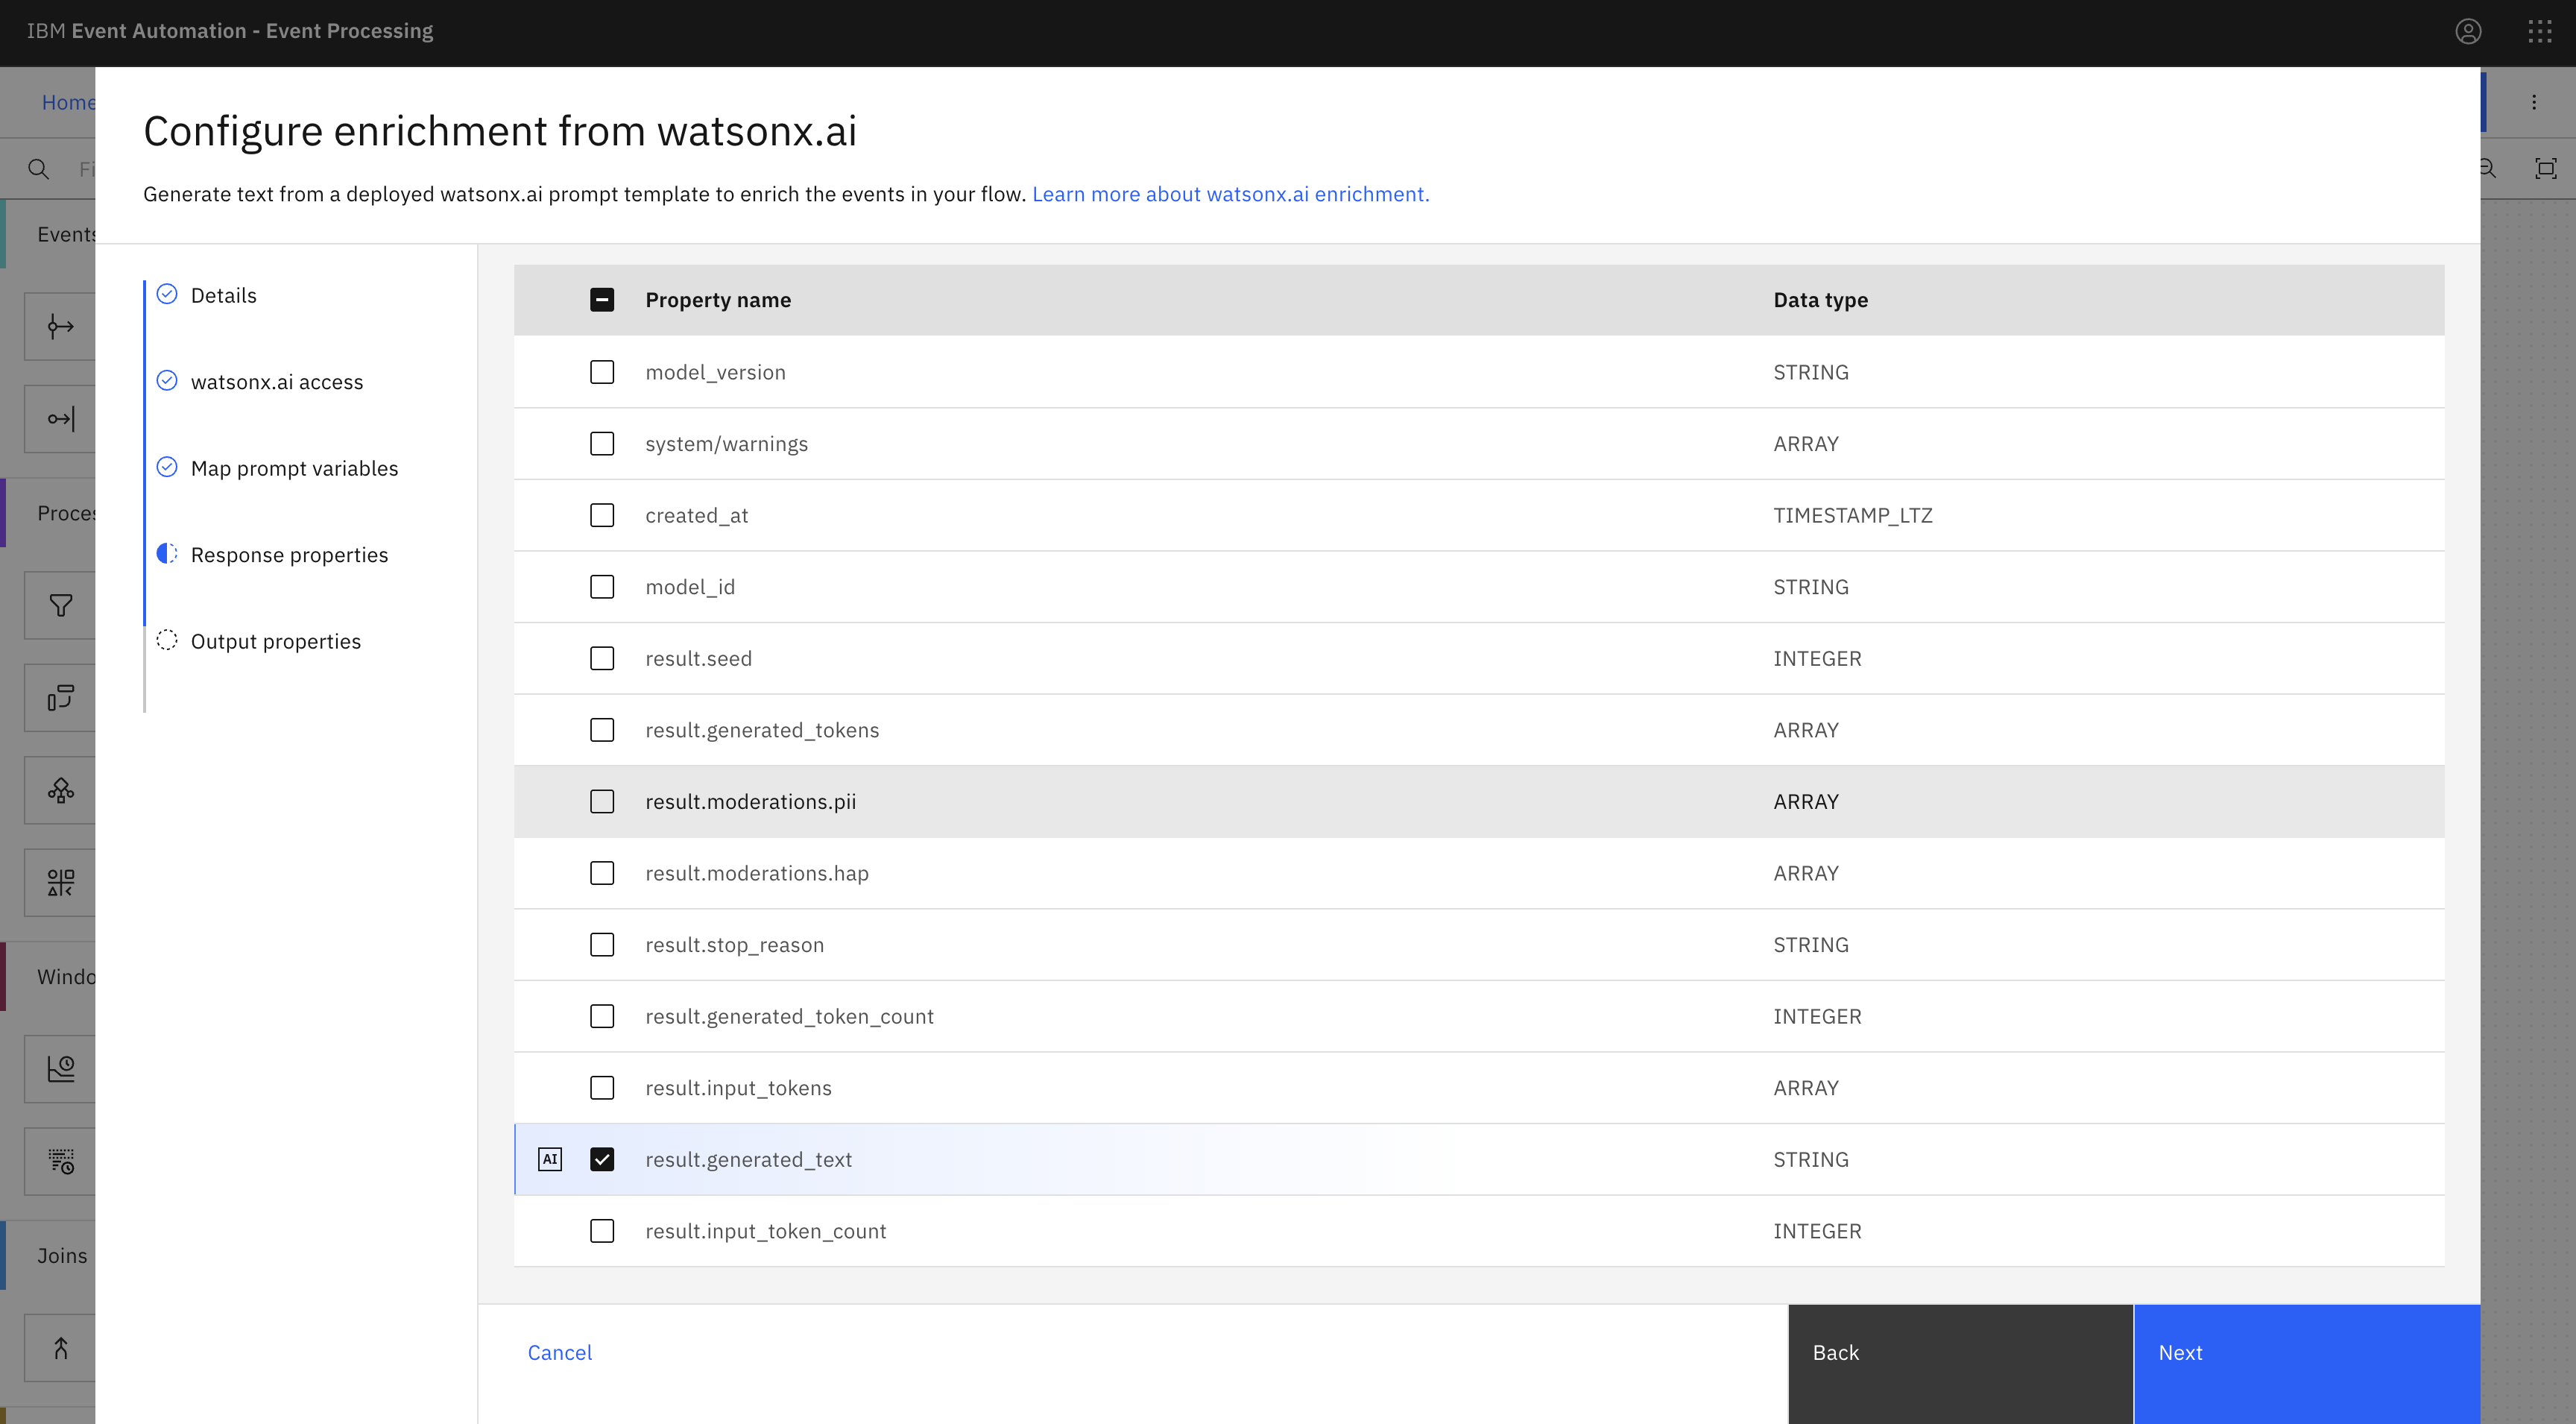 IBM Event Automation - Event Processing
Home
Configure enrichment from watsonx.ai
Generate text from a deployed watsonx.ai prompt template to enrich the events in your flow. Learn more about watsonx.ai enrichment.
Fi
Events
Proces
Windo
Joins
Details
watsonx.ai access
Map prompt variables
Response properties
Output properties
Property name Data type
model_version STRING
system/warnings ARRAY
created_at TIMESTAMP_LTZ
model_id STRING
result.seed INTEGER
result.generated_tokens ARRAY
result.moderations.pii ARRAY
result.moderations.hap ARRAY
result.stop_reason STRING
result.generated_token_count INTEGER
result.input_tokens ARRAY
AI result.generated_text STRING
result.input_token_count INTEGER
Cancel Back Next